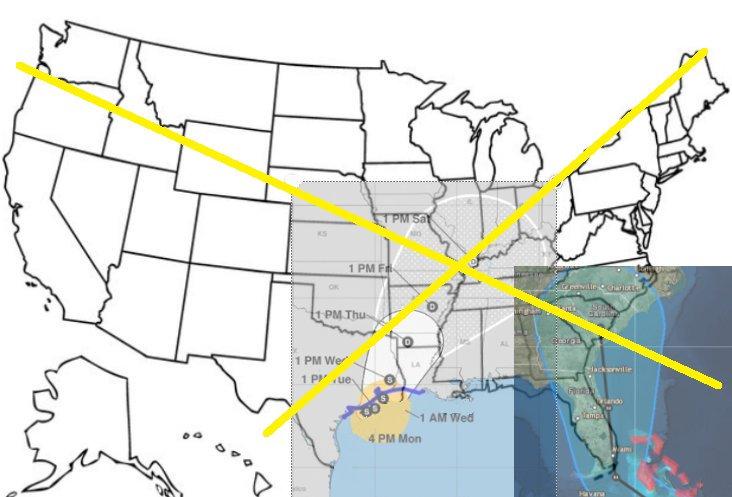 1 PM Sat
IL
MO
KS
1 PM Fri
OK
D
1 PM Thu
D
MS
AL
LA
1 PM Wed
S
1 PM Tue
S
S
S
1 AM Wed
4 PM Mon
Greenville
Charlotte
South
Carolina
Georgia
Jacksonville
Florida
Orlando
Tampa
Miami
Havana